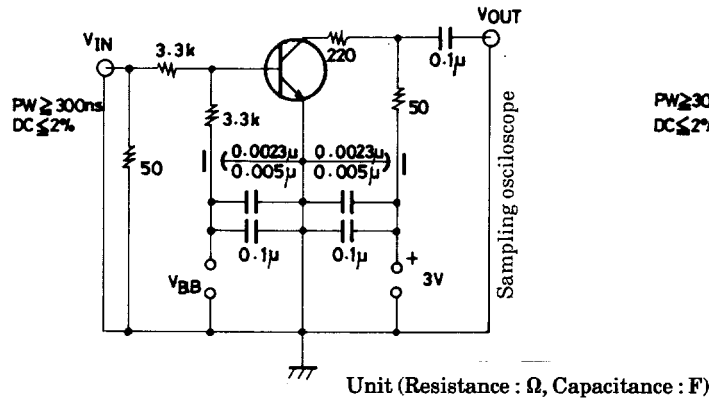 VOUT
VIN
3.3k
220
0.1μ
PW≧300ns
DC≦2%
3.3k
50
50
0.0023μ 0.0023μ
0.005μ 0.005μ
0.1μ 0.1μ
VBB
+
3V
Sampling osciloscope
PW≧30
DC≦2%
Unit (Resistance : Ω, Capacitance : F)